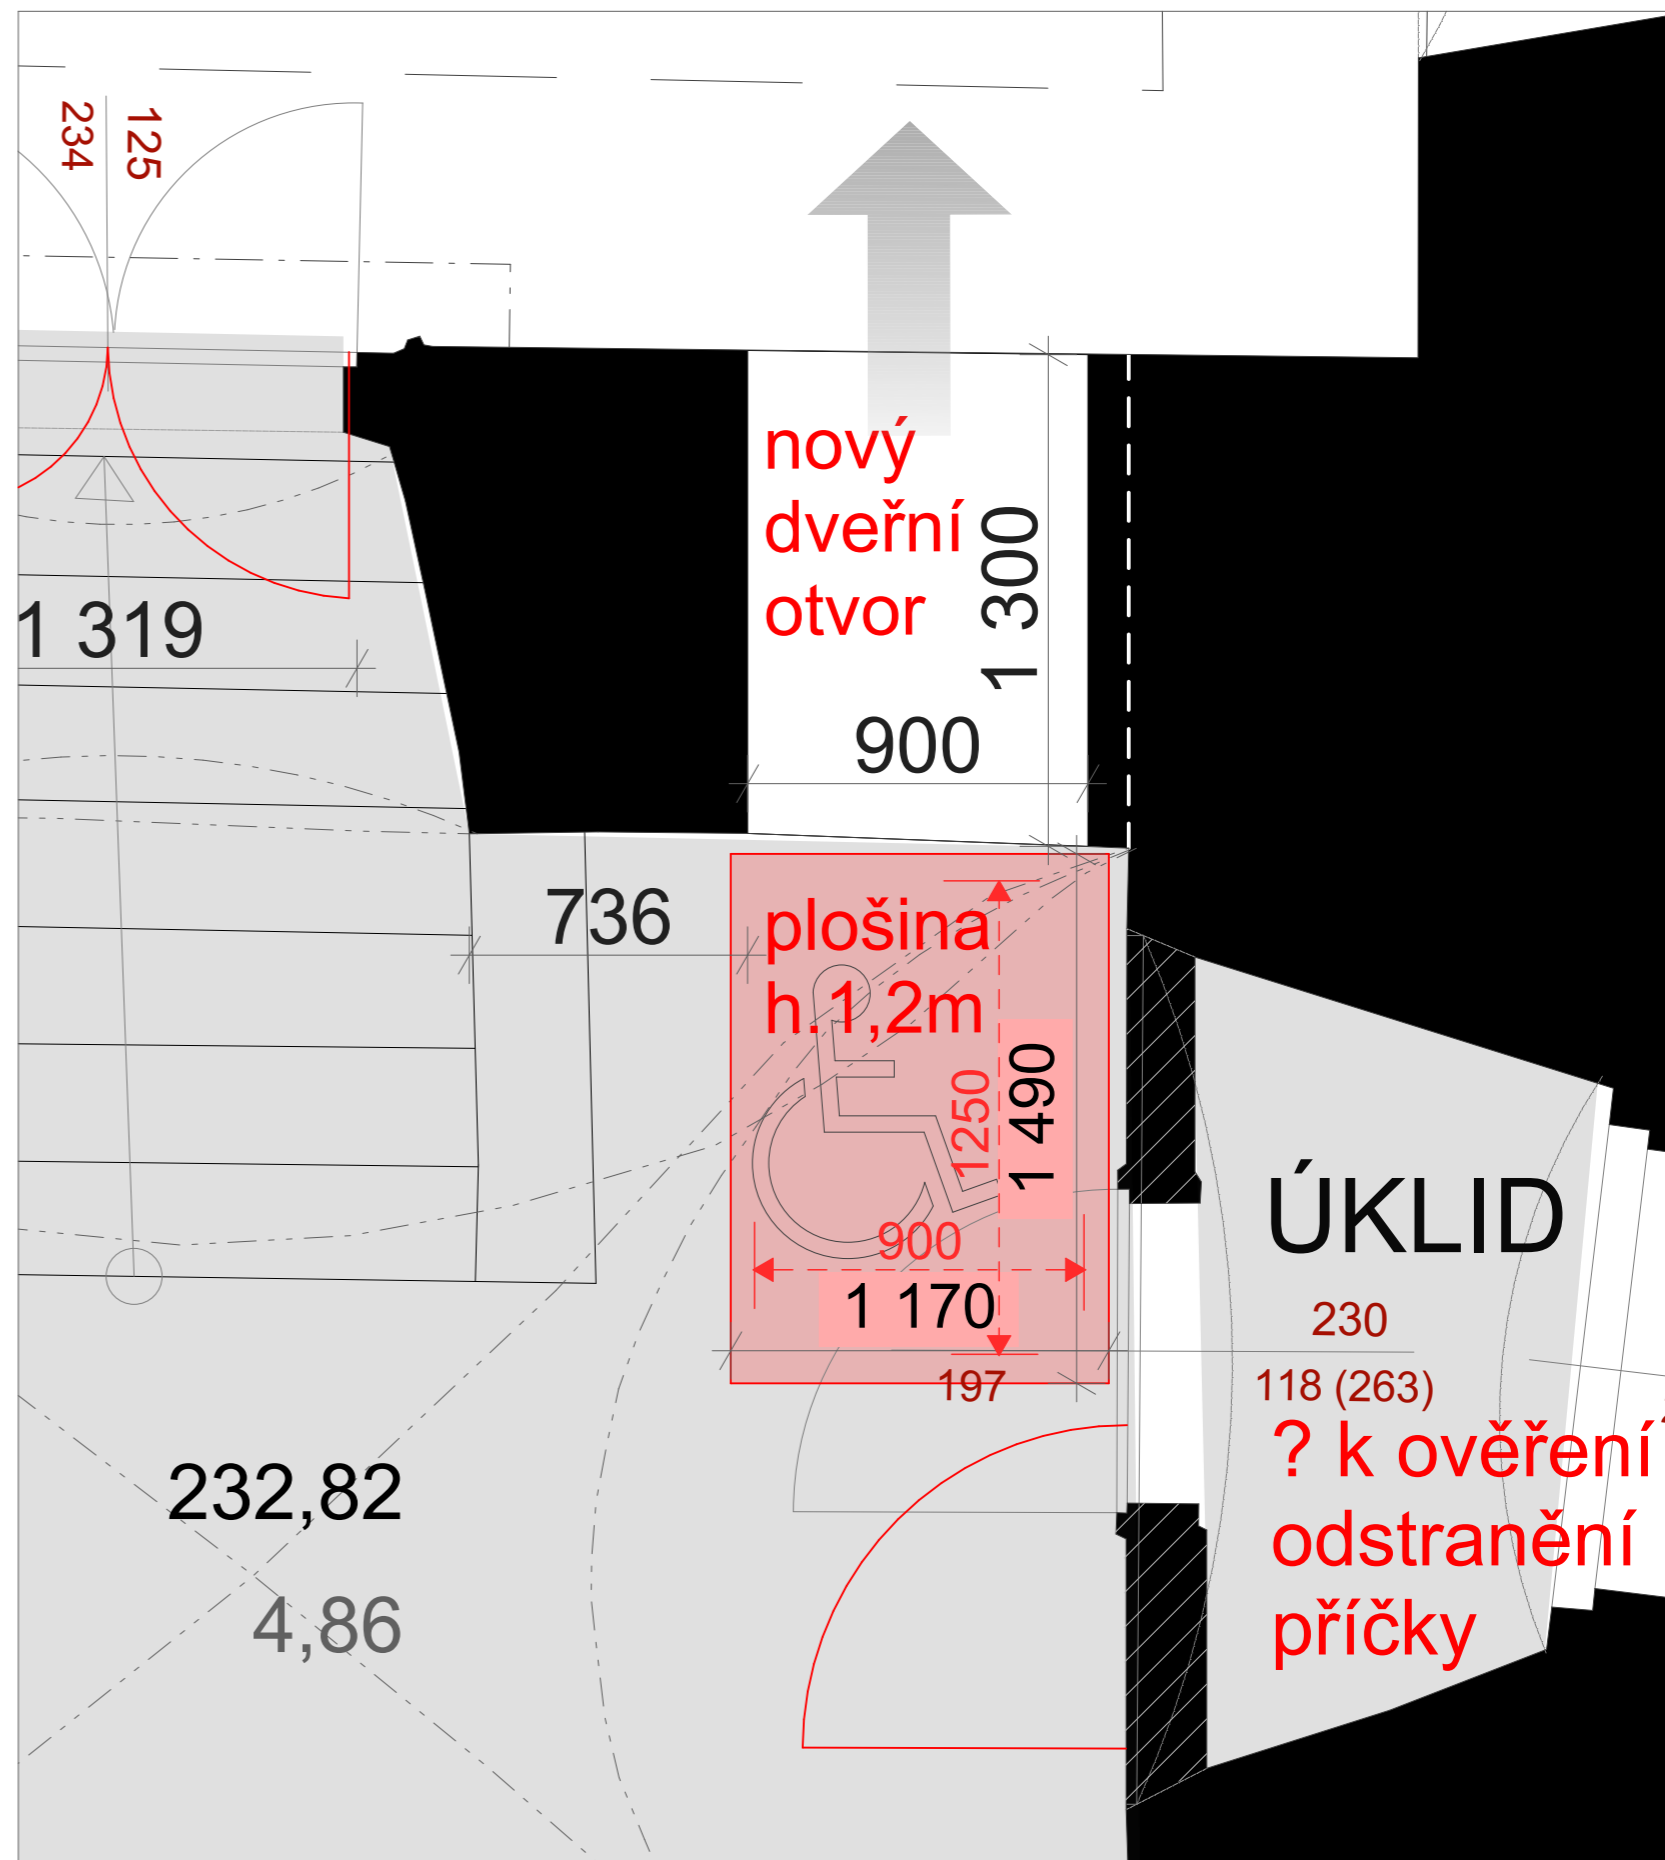 125
234
nový
dveřní
otvor
1 300
1 319
900
736
plošina
h.1,2m
1250
1 490
900
1 170
197
ÚKLID
230
118 (263)
? k ověření
odstranění
příčky
232,82
4,86